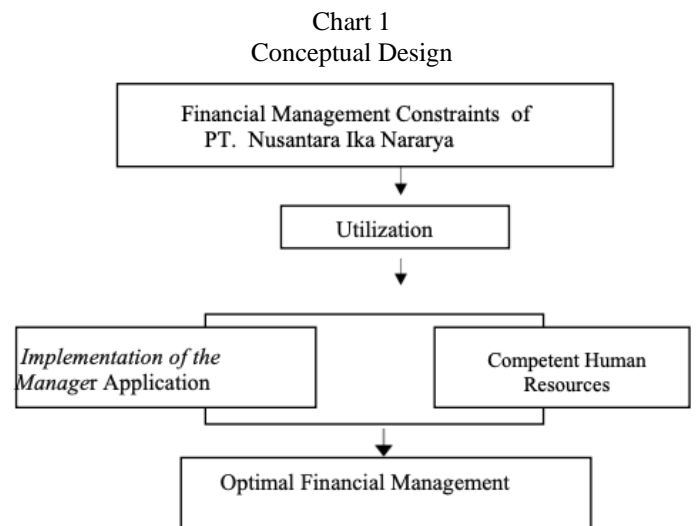 Chart 1
Conceptual Design
Financial Management Constraints of
PT. Nusantara Ika Nararya
Utilization
Implementation of the
Manager Application
Competent Human
Resources
Optimal Financial Management